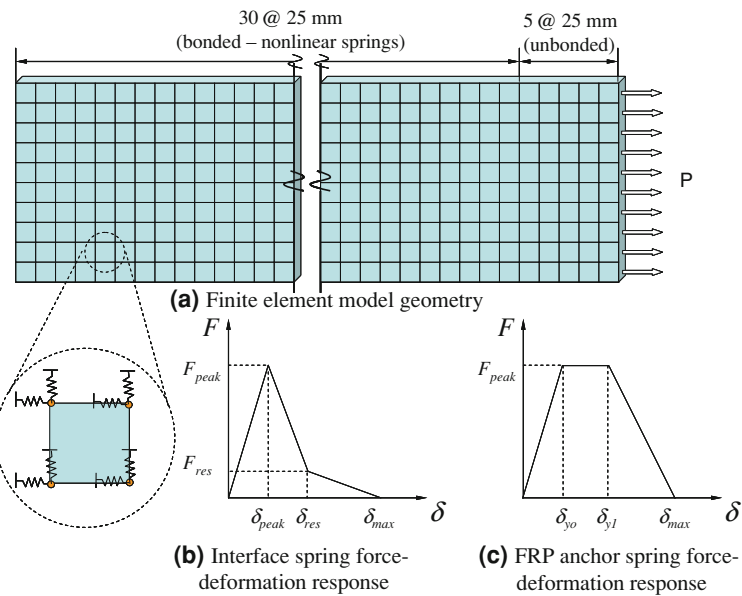 30 @ 25 mm
(bonded – nonlinear springs)
5 @ 25 mm
(unbonded)
P
(a) Finite element model geometry
F
F_peak
F_res
δ_peak
δ_res
δ_max
δ
(b) Interface spring force-
deformation response
F
F_peak
δ_yo
δ_y1
δ_max
δ
(c) FRP anchor spring force-
deformation response